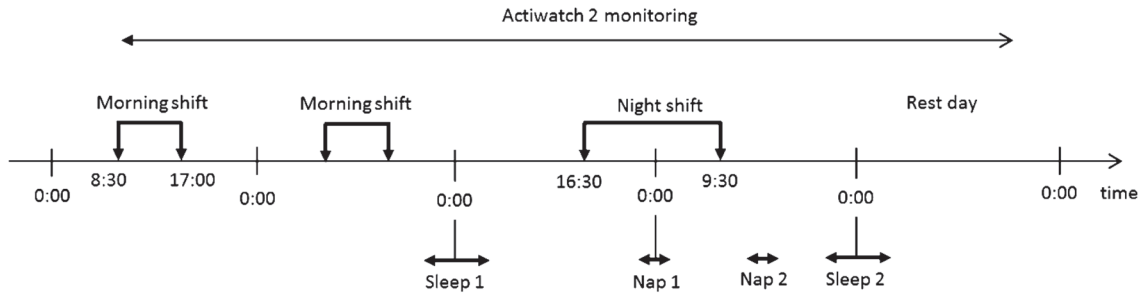 Actiwatch 2 monitoring
Morning shift
Morning shift
Night shift
Rest day
0:00
8:30
17:00
0:00
0:00
16:30
0:00
9:30
0:00
0:00
time
Sleep 1
Nap 1
Nap 2
Sleep 2